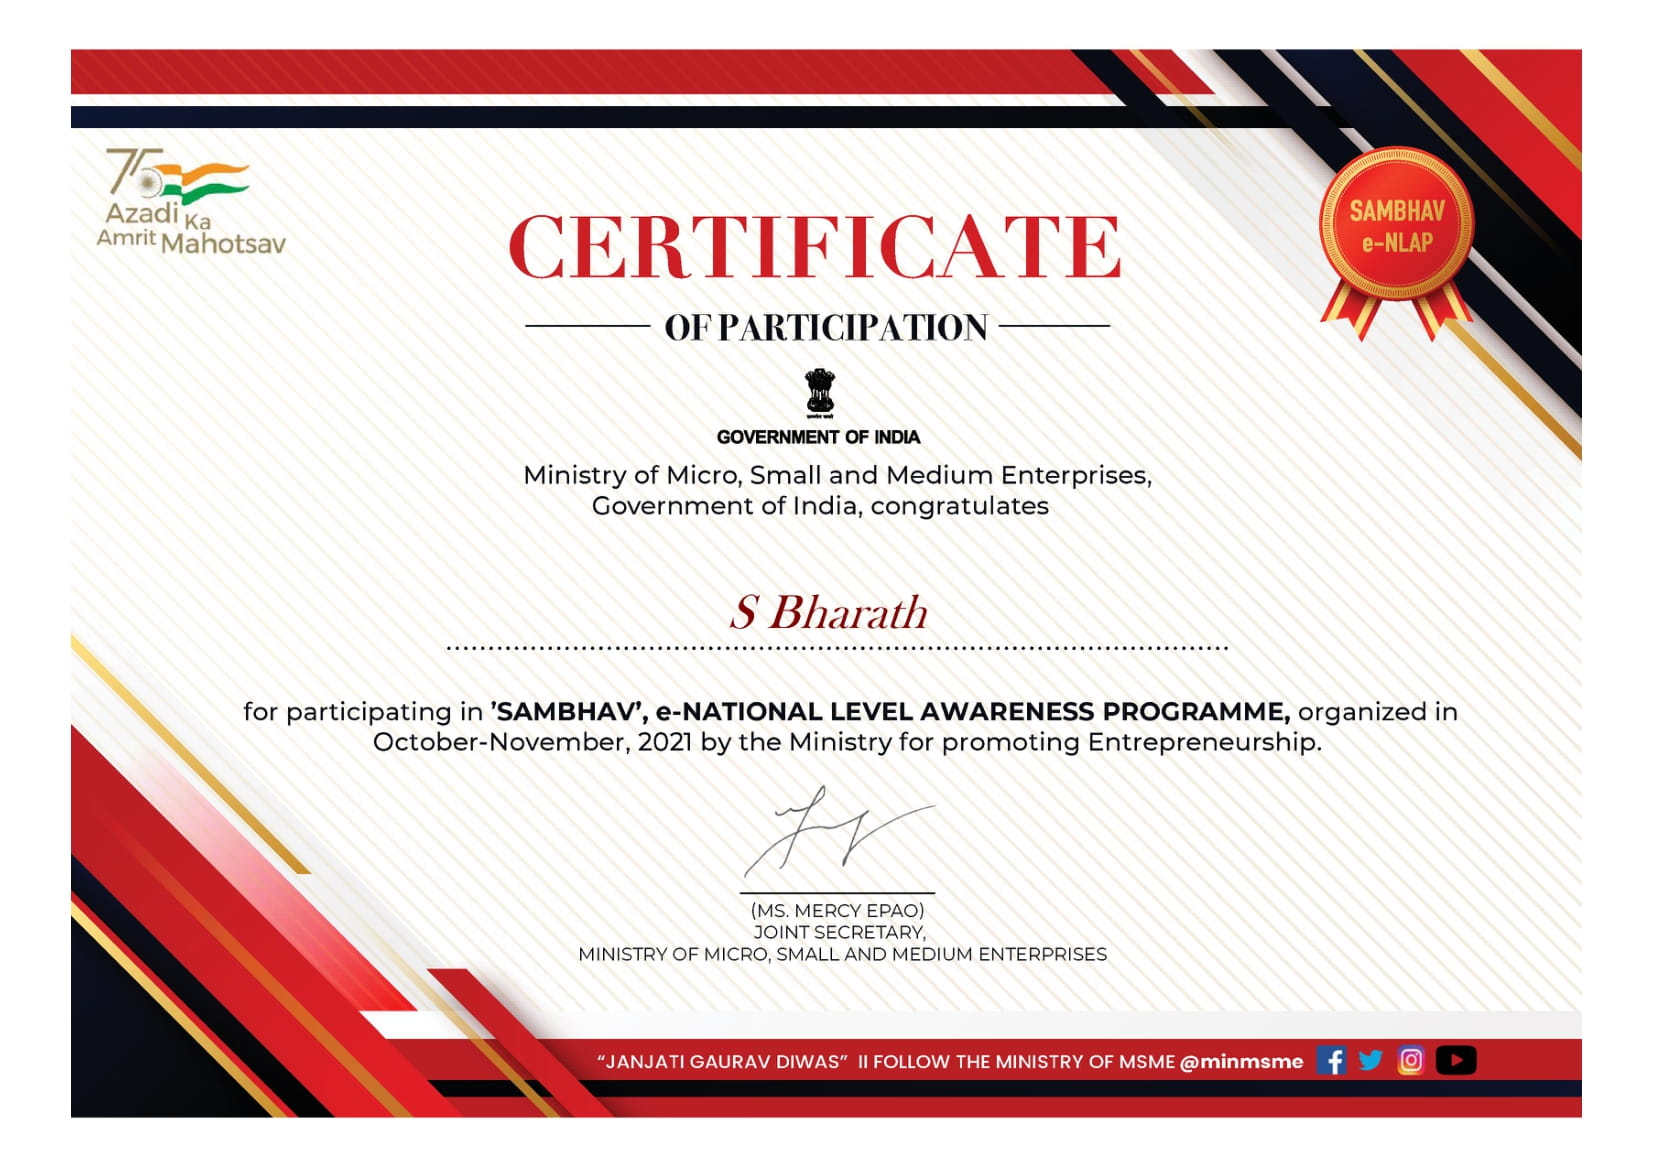 75
Azadi Ka
Amrit Mahotsav
SAMBHAV
e-NLAP
CERTIFICATE
OF PARTICIPATION
GOVERNMENT OF INDIA
Ministry of Micro, Small and Medium Enterprises,
Government of India, congratulates
S Bharath
for participating in ’SAMBHAV’, e-NATIONAL LEVEL AWARENESS PROGRAMME, organized in
October-November, 2021 by the Ministry for promoting Entrepreneurship.
(MS. MERCY EPAO)
JOINT SECRETARY,
MINISTRY OF MICRO, SMALL AND MEDIUM ENTERPRISES
“JANJATI GAURAV DIWAS” II FOLLOW THE MINISTRY OF MSME @minmsme